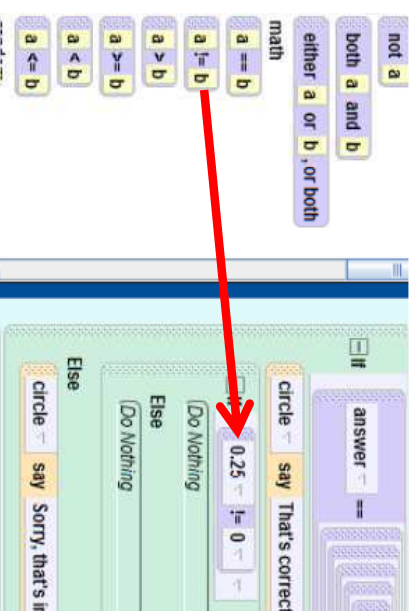 not a
both a and b
either a or b , or both
math
a == b
a != b
a > b
a >= b
a < b
a <= b
If answer ==
circle say That's correct
0.25 != 0
Do Nothing
Else
Do Nothing
Else
circle say Sorry, that's